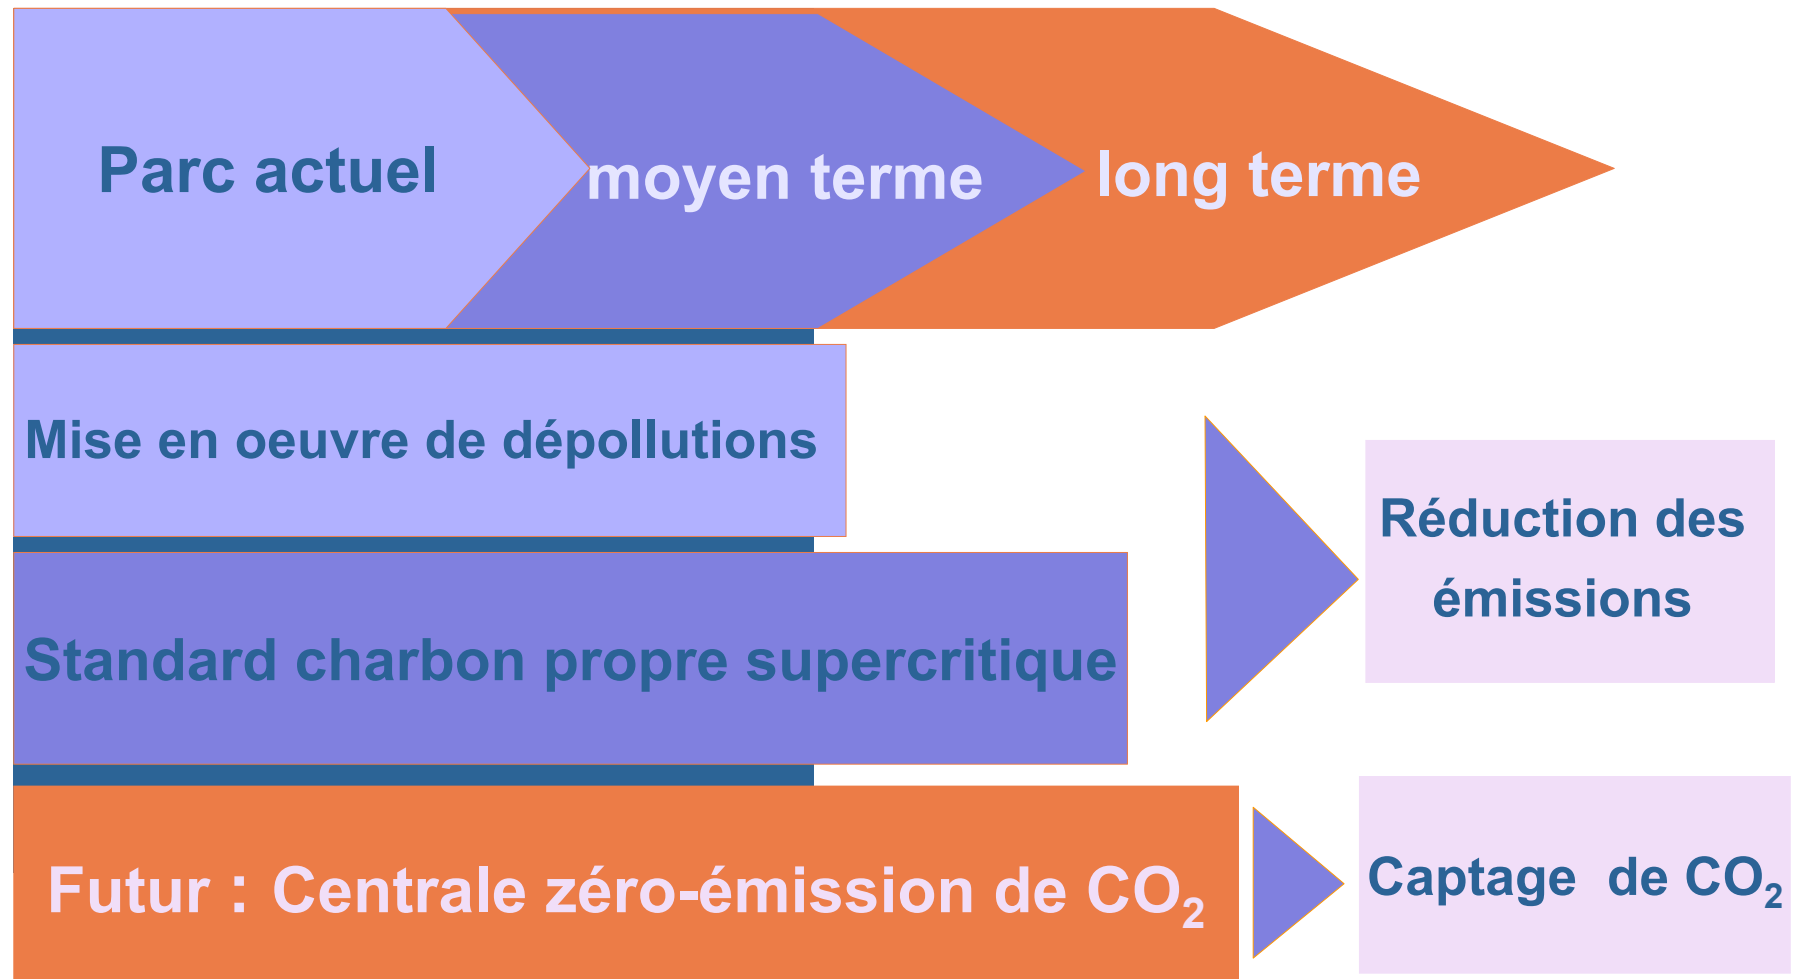 Parc actuel
moyen terme
long terme
Mise en oeuvre de dépollutions
Standard charbon propre supercritique
Réduction des
émissions
Futur : Centrale zéro-émission de CO₂
Captage  de CO₂